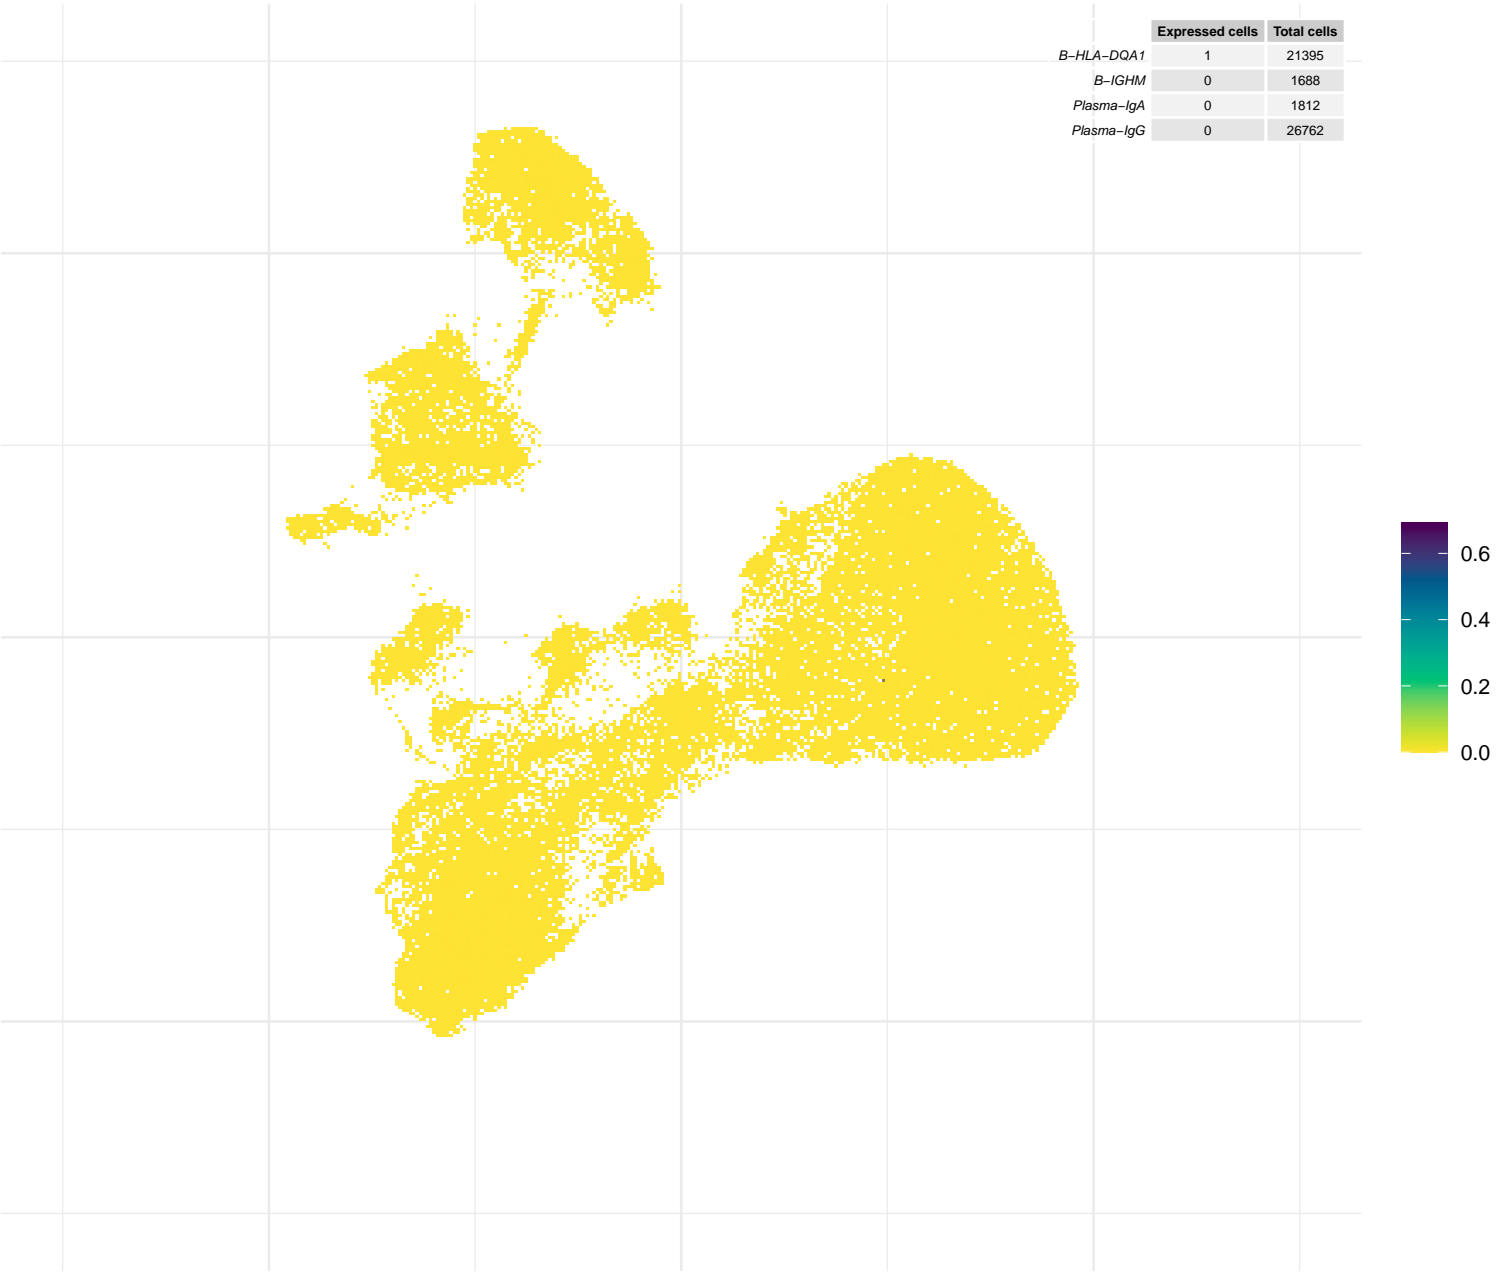 Expressed cells Total cells
B−HLA−DQA1 1 21395
B−IGHM 0 1688
Plasma−IgA 0 1812
Plasma−IgG 0 26762
0.6
0.4
0.2
0.0